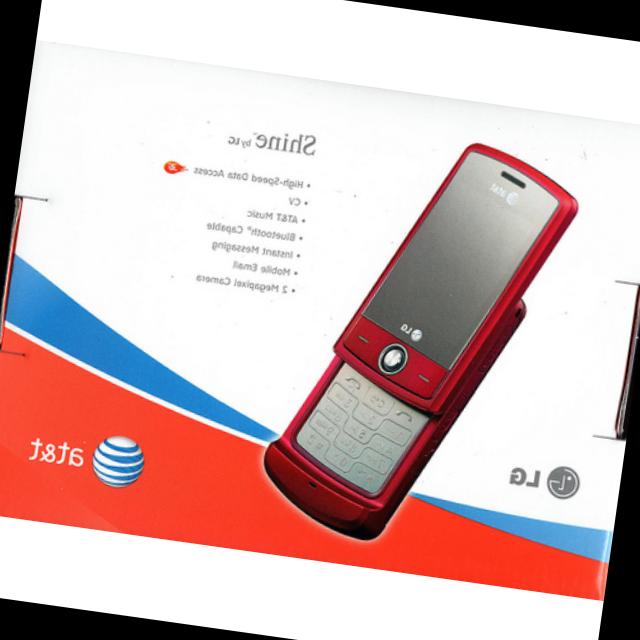 Shine by LG
• High-Speed Data Access 3G
• CV
• AT&T Music
• Bluetooth® Capable
• Instant Messaging
• Mobile Email
• 2 Megapixel Camera
at&t
LG
at&t
LG